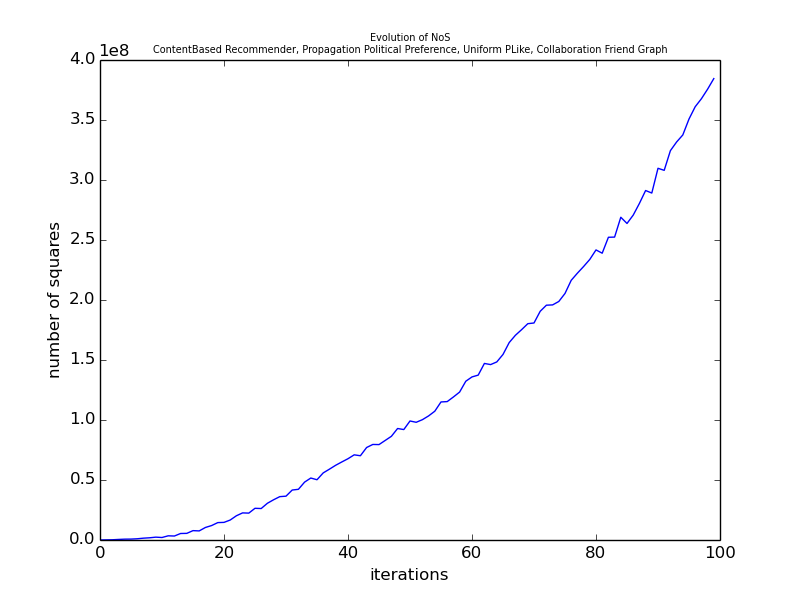 Evolution of NoS
ContentBased Recommender, Propagation Political Preference, Uniform PLike, Collaboration Friend Graph
1e8
4.0
3.5
3.0
2.5
2.0
1.5
1.0
0.5
0.0
number of squares
0 20 40 60 80 100
iterations